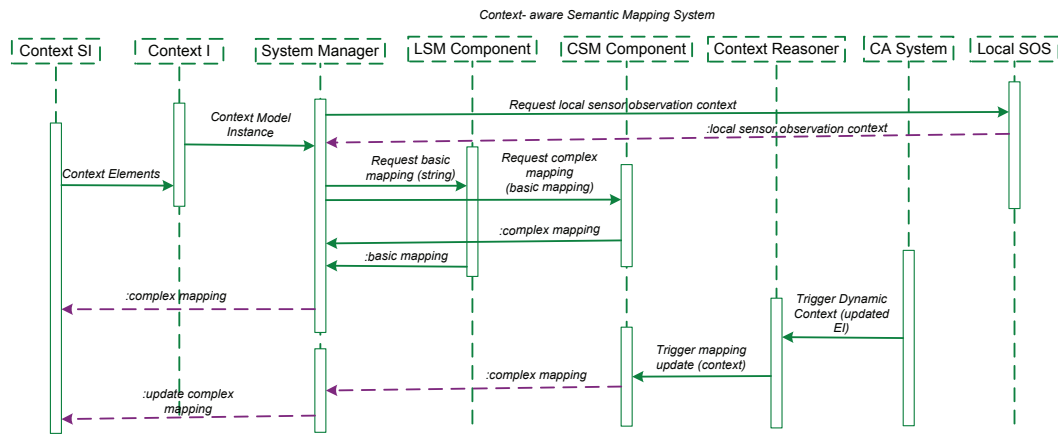 Context- aware Semantic Mapping System
Context SI
Context I
System Manager
LSM Component
CSM Component
Context Reasoner
CA System
Local SOS
Request local sensor observation context
Context Model
Instance
:local sensor observation context
Request basic
mapping (string)
Request complex
mapping
(basic mapping)
Context Elements
:complex mapping
:basic mapping
:complex mapping
Trigger Dynamic
Context (updated
EI)
Trigger mapping
update (context)
:complex mapping
:update complex
mapping